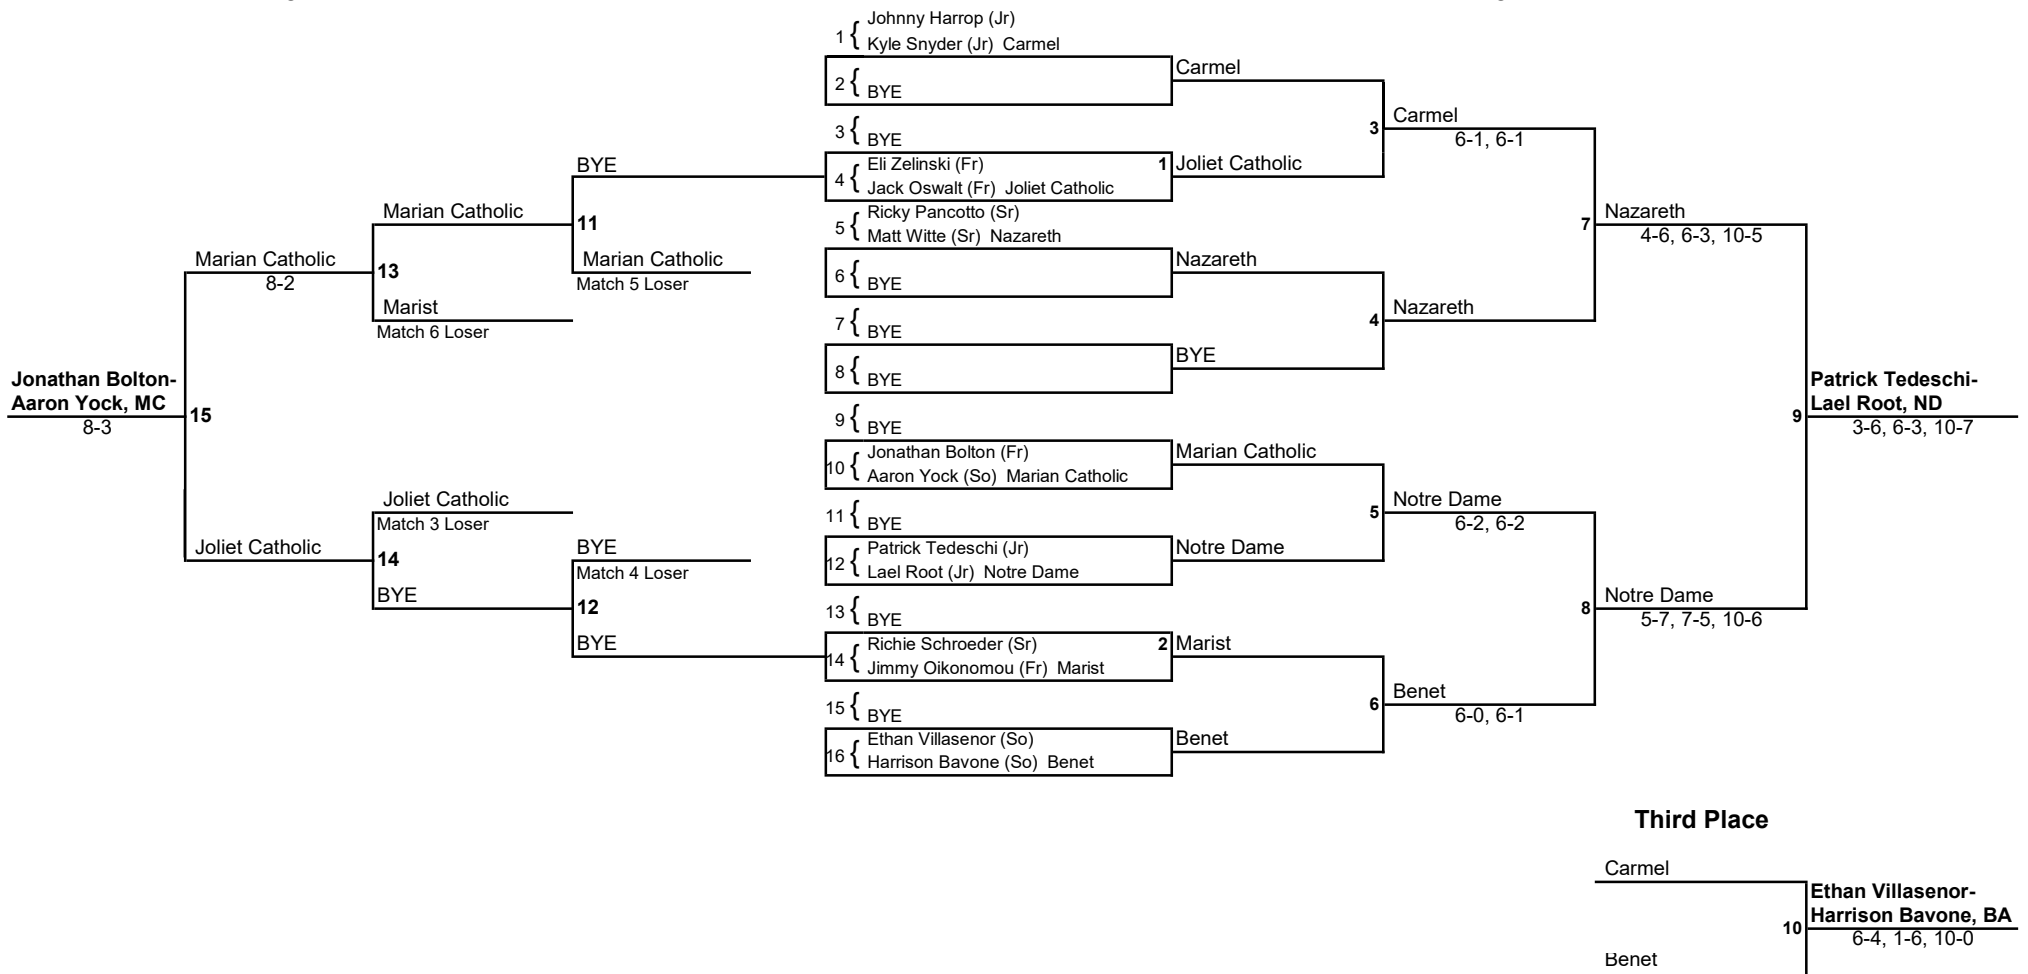 Johnny Harrop (Jr)
1 { Kyle Snyder (Jr) Carmel
Carmel
2 { BYE
Carmel
3 { BYE
3
6-1, 6-1
BYE
Eli Zelinski (Fr)
1 Joliet Catholic
4 { Jack Oswalt (Fr) Joliet Catholic
Marian Catholic
11
Ricky Pancotto (Sr)
5 { Matt Witte (Sr) Nazareth
7
Nazareth
4-6, 6-3, 10-5
Marian Catholic
8-2
13
Marian Catholic
Match 5 Loser
Nazareth
6 { BYE
Marist
Match 6 Loser
7 { BYE
4
Nazareth
BYE
8 { BYE
Jonathan Bolton-
Aaron Yock, MC
8-3
15
9 { BYE
9
Patrick Tedeschi-
Lael Root, ND
3-6, 6-3, 10-7
Jonathan Bolton (Fr)
10 { Aaron Yock (So) Marian Catholic
Marian Catholic
Joliet Catholic
Match 3 Loser
11 { BYE
5
Notre Dame
6-2, 6-2
Joliet Catholic
14
BYE
Match 4 Loser
Patrick Tedeschi (Jr)
12 { Lael Root (Jr) Notre Dame
Notre Dame
BYE
12
13 { BYE
8
Notre Dame
5-7, 7-5, 10-6
BYE
Richie Schroeder (Sr)
2 Marist
14 { Jimmy Oikonomou (Fr) Marist
15 { BYE
6
Benet
6-0, 6-1
Ethan Villasenor (So)
16 { Harrison Bavone (So) Benet
Benet
Third Place
Carmel
10
Ethan Villasenor-
Harrison Bavone, BA
6-4, 1-6, 10-0
Benet